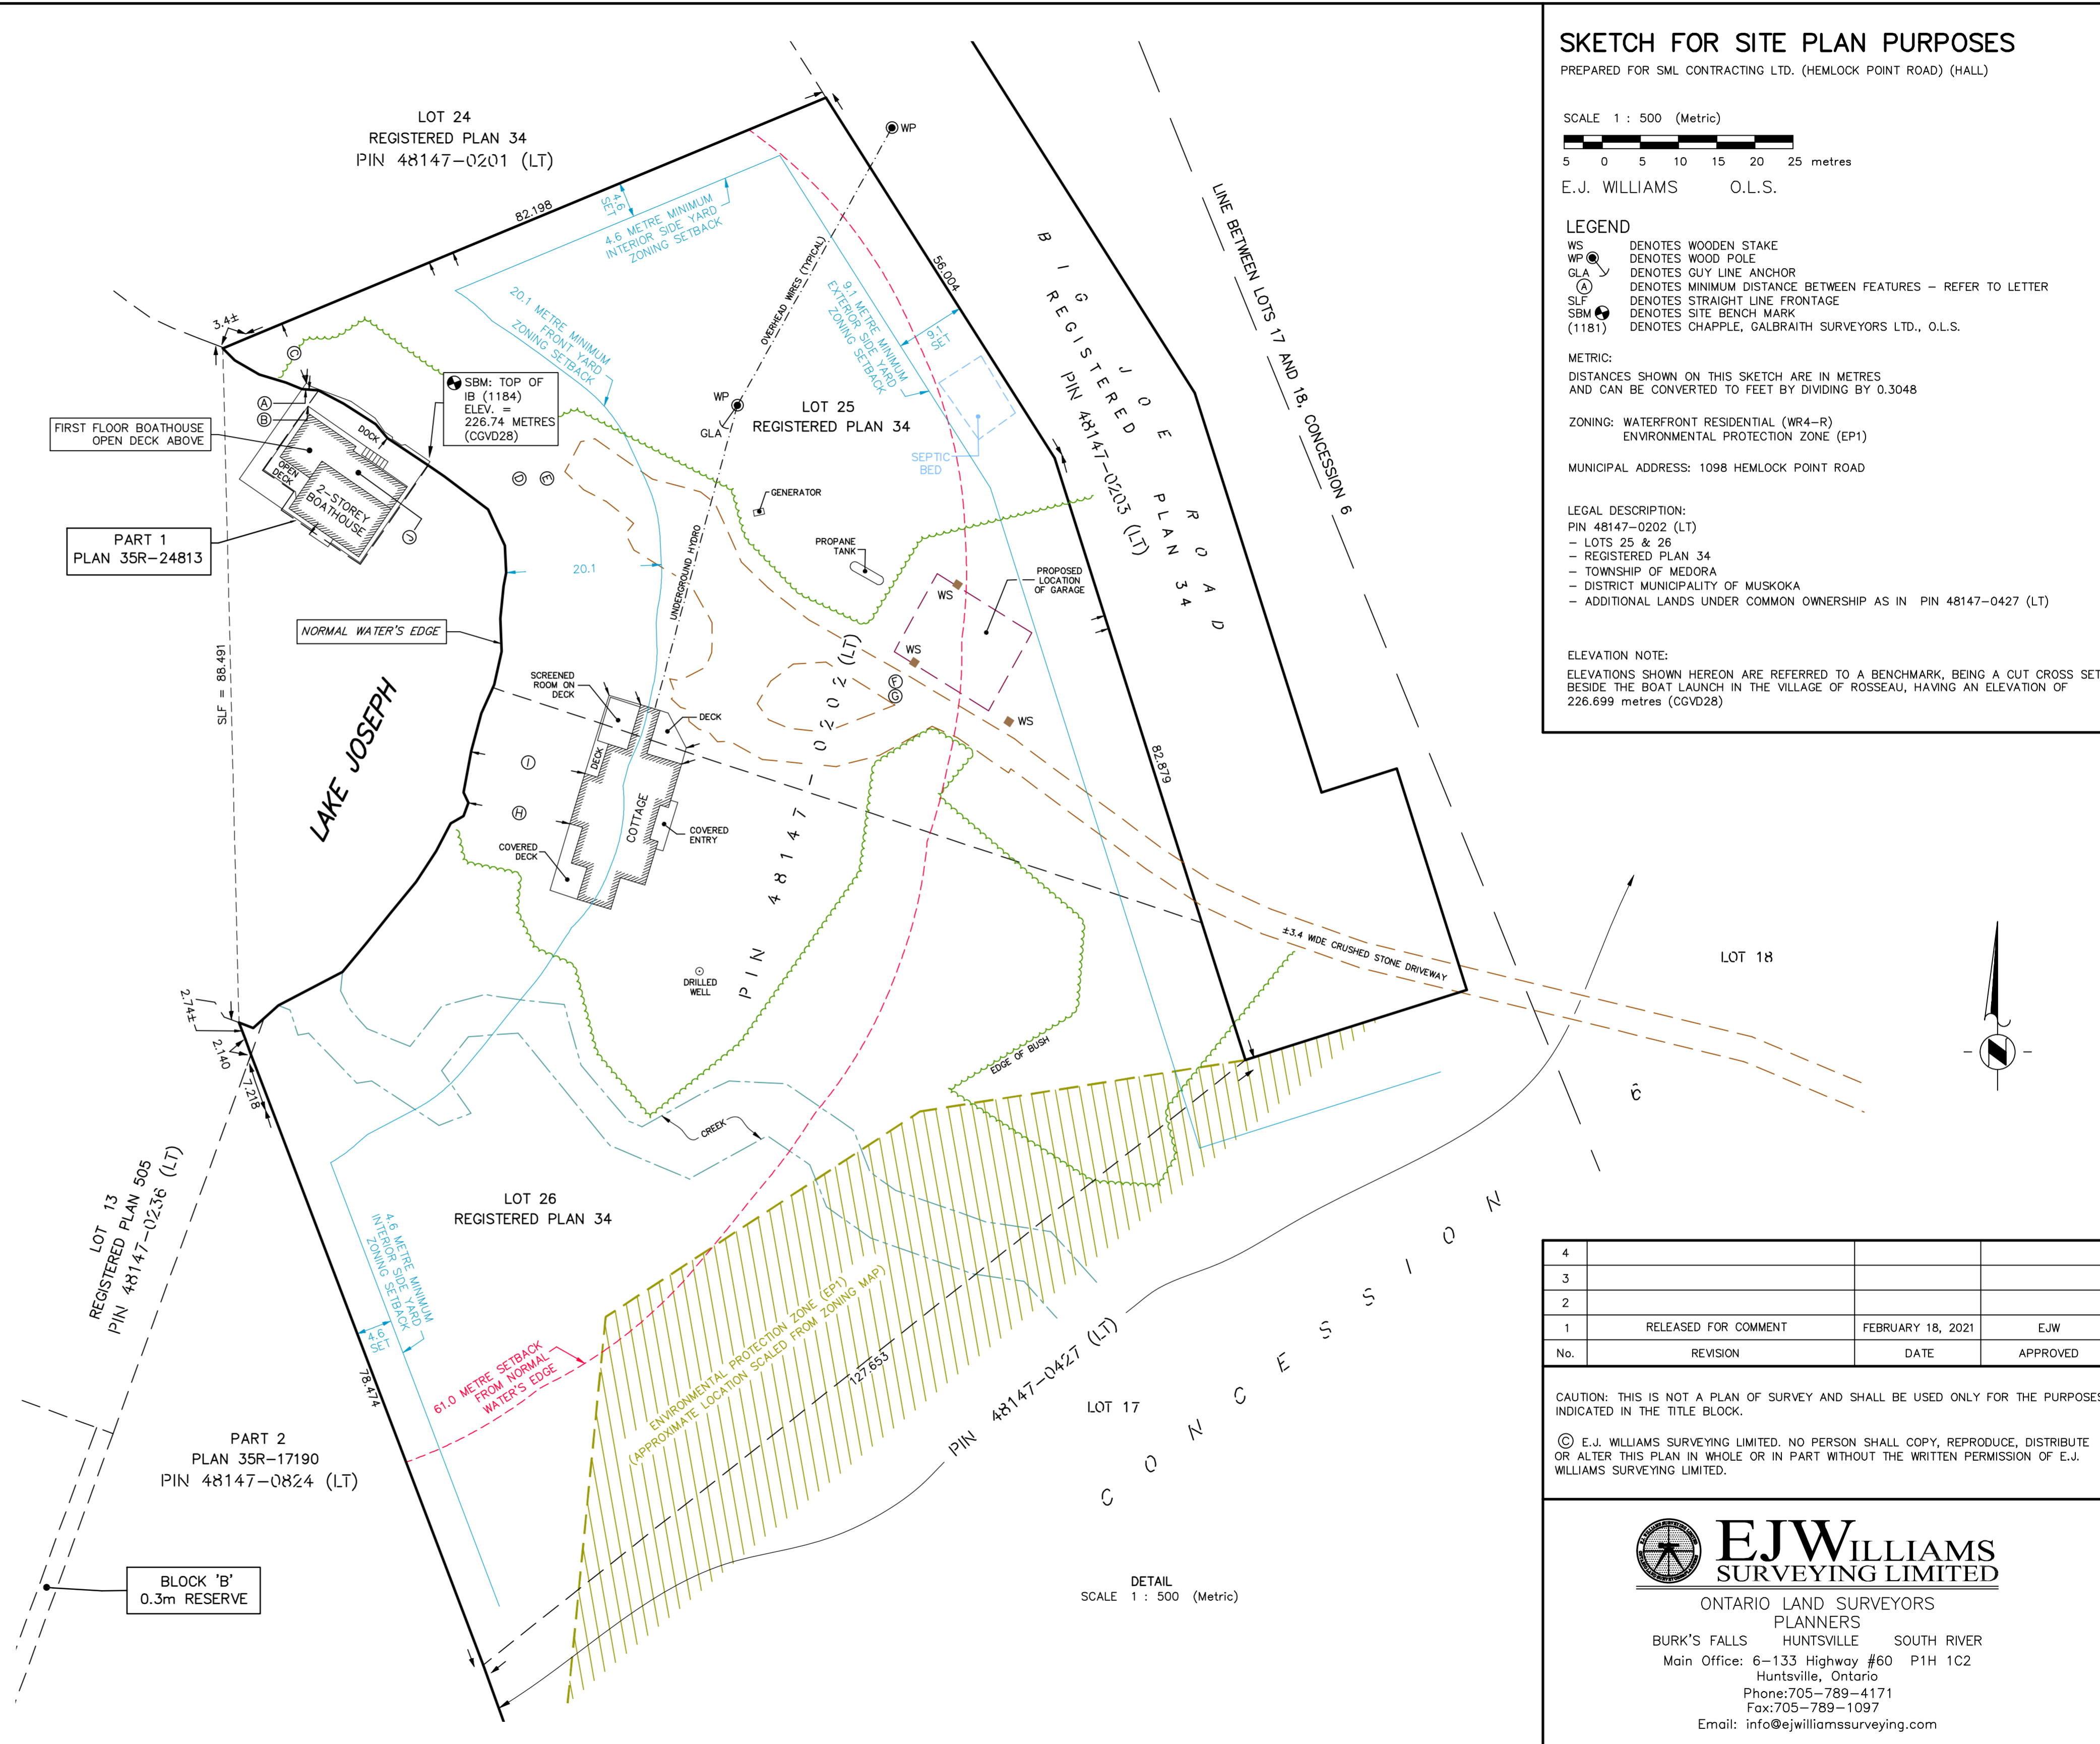 SKETCH FOR SITE PLAN PURPOSES
PREPARED FOR SML CONTRACTING LTD. (HEMLOCK POINT ROAD) (HALL)
SCALE 1 : 500 (Metric)
5 0 5 10 15 20 25 metres
E.J. WILLIAMS O.L.S.
LEGEND
WS DENOTES WOODEN STAKE
WP DENOTES WOOD POLE
GLA DENOTES GUY LINE ANCHOR
A DENOTES MINIMUM DISTANCE BETWEEN FEATURES – REFER TO LETTER
SLF DENOTES STRAIGHT LINE FRONTAGE
SBM DENOTES SITE BENCH MARK
(1181) DENOTES CHAPPLE, GALBRAITH SURVEYORS LTD., O.L.S.
METRIC:
DISTANCES SHOWN ON THIS SKETCH ARE IN METRES
AND CAN BE CONVERTED TO FEET BY DIVIDING BY 0.3048
ZONING: WATERFRONT RESIDENTIAL (WR4–R)
ENVIRONMENTAL PROTECTION ZONE (EP1)
MUNICIPAL ADDRESS: 1098 HEMLOCK POINT ROAD
LEGAL DESCRIPTION:
PIN 48147–0202 (LT)
– LOTS 25 & 26
– REGISTERED PLAN 34
– TOWNSHIP OF MEDORA
– DISTRICT MUNICIPALITY OF MUSKOKA
– ADDITIONAL LANDS UNDER COMMON OWNERSHIP AS IN PIN 48147–0427 (LT)
ELEVATION NOTE:
ELEVATIONS SHOWN HEREON ARE REFERRED TO A BENCHMARK, BEING A CUT CROSS SET
BESIDE THE BOAT LAUNCH IN THE VILLAGE OF ROSSEAU, HAVING AN ELEVATION OF
226.699 metres (CGVD28)
LOT 24
REGISTERED PLAN 34
PIN 48147–0201 (LT)
82.198
4.6
SET
4.6 METRE MINIMUM
INTERIOR SIDE YARD
ZONING SETBACK
WP
OVERHEAD WIRES (TYPICAL)
20.1 METRE MINIMUM
FRONT YARD
ZONING SETBACK
9.1 METRE MINIMUM
EXTERIOR SIDE YARD
ZONING SETBACK
9.1
SET
56.004
BIG JOE ROAD
REGISTERED PLAN 34
PIN 48147–0203 (LT)
LINE BETWEEN LOTS 17 AND 18, CONCESSION 6
3.4±
C
A
B
FIRST FLOOR BOATHOUSE
OPEN DECK ABOVE
DOCK
OPEN
DECK
2–STOREY
BOATHOUSE
SBM: TOP OF
IB (1184)
ELEV. =
226.74 METRES
(CGVD28)
D
E
WP
GLA
LOT 25
REGISTERED PLAN 34
SEPTIC
BED
GENERATOR
PROPANE
TANK
PROPOSED
LOCATION
OF GARAGE
WS
WS
WS
F
G
PART 1
PLAN 35R–24813
20.1
UNDERGROUND HYDRO
NORMAL WATER'S EDGE
SLF = 88.491
LAKE JOSEPH
SCREENED
ROOM ON
DECK
DECK
DECK
I
H
COTTAGE
COVERED
DECK
COVERED
ENTRY
PIN 48147–0202 (LT)
82.879
±3.4 WIDE CRUSHED STONE DRIVEWAY
LOT 18
DRILLED
WELL
2.74±
2.140
7.218
EDGE OF BUSH
CREEK
LOT 26
REGISTERED PLAN 34
LOT 13
REGISTERED PLAN 505
PIN 48147–0236 (LT)
4.6 METRE MINIMUM
INTERIOR SIDE YARD
ZONING SETBACK
4.6
SET
78.474
61.0 METRE SETBACK
FROM NORMAL
WATER'S EDGE
ENVIRONMENTAL PROTECTION ZONE (EP1)
(APPROXIMATE LOCATION SCALED FROM ZONING MAP)
127.653
PIN 48147–0427 (LT)
LOT 17
CONCESSION
PART 2
PLAN 35R–17190
PIN 48147–0824 (LT)
BLOCK 'B'
0.3m RESERVE
DETAIL
SCALE 1 : 500 (Metric)
4
3
2
1 RELEASED FOR COMMENT FEBRUARY 18, 2021 EJW
No. REVISION DATE APPROVED
CAUTION: THIS IS NOT A PLAN OF SURVEY AND SHALL BE USED ONLY FOR THE PURPOSES
INDICATED IN THE TITLE BLOCK.
© E.J. WILLIAMS SURVEYING LIMITED. NO PERSON SHALL COPY, REPRODUCE, DISTRIBUTE
OR ALTER THIS PLAN IN WHOLE OR IN PART WITHOUT THE WRITTEN PERMISSION OF E.J.
WILLIAMS SURVEYING LIMITED.
EJWILLIAMS
SURVEYING LIMITED
ONTARIO LAND SURVEYORS
PLANNERS
BURK'S FALLS HUNTSVILLE SOUTH RIVER
Main Office: 6–133 Highway #60 P1H 1C2
Huntsville, Ontario
Phone:705–789–4171
Fax:705–789–1097
Email: info@ejwilliamssurveying.com